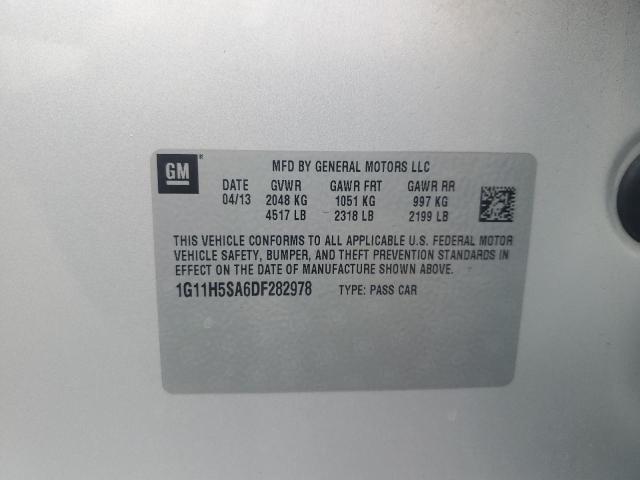 GM®
MFD BY GENERAL MOTORS LLC
DATE GVWR GAWR FRT GAWR RR
04/13 2048 KG 1051 KG 997 KG
4517 LB 2318 LB 2199 LB
THIS VEHICLE CONFORMS TO ALL APPLICABLE U.S. FEDERAL MOTOR
VEHICLE SAFETY, BUMPER, AND THEFT PREVENTION STANDARDS IN
EFFECT ON THE DATE OF MANUFACTURE SHOWN ABOVE.
1G11H5SA6DF282978 TYPE: PASS CAR